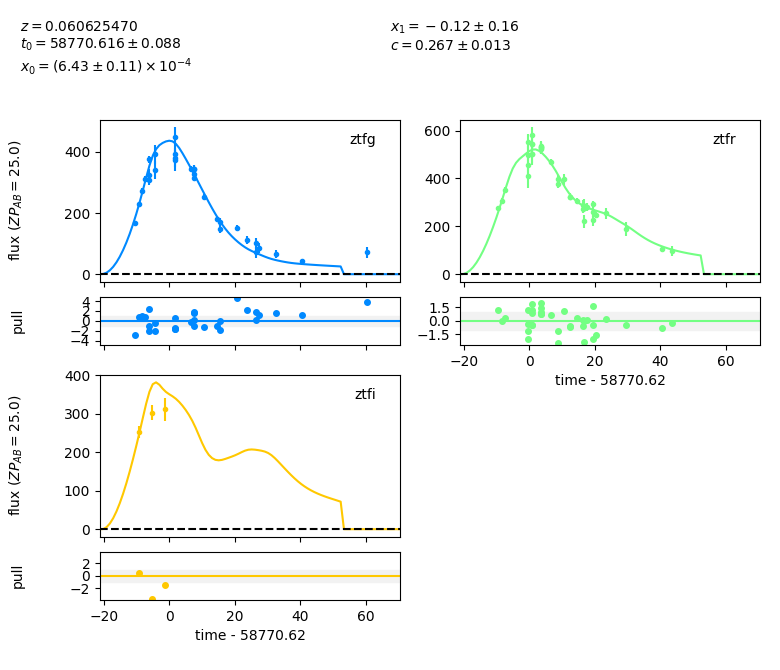 z = 0.060625470
t₀ = 58770.616 ± 0.088
x₀ = (6.43 ± 0.11) × 10⁻⁴
x₁ = −0.12 ± 0.16
c = 0.267 ± 0.013
flux (ZP_AB = 25.0)
ztfg
400
200
0
ztfr
600
400
200
0
pull
4
2
0
−2
−4
1.5
0.0
−1.5
−20 0 20 40 60
time - 58770.62
flux (ZP_AB = 25.0)
ztfi
400
300
200
100
0
pull
2
0
−2
−20 0 20 40 60
time - 58770.62